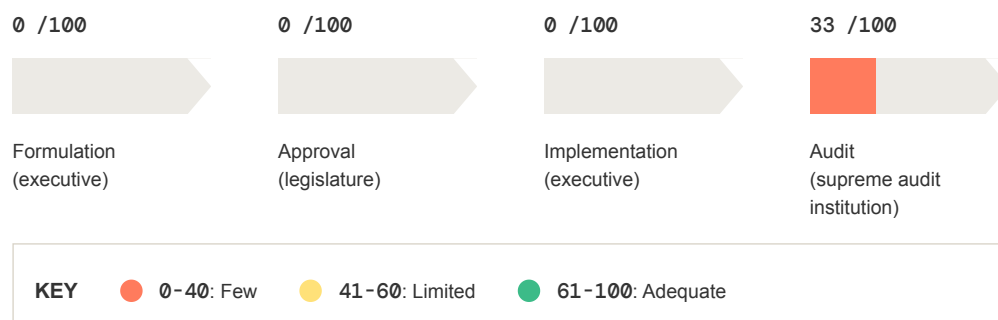 0 /100
0 /100
0 /100
33 /100
Formulation
(executive)
Approval
(legislature)
Implementation
(executive)
Audit
(supreme audit
institution)
KEY
0-40: Few
41-60: Limited
61-100: Adequate